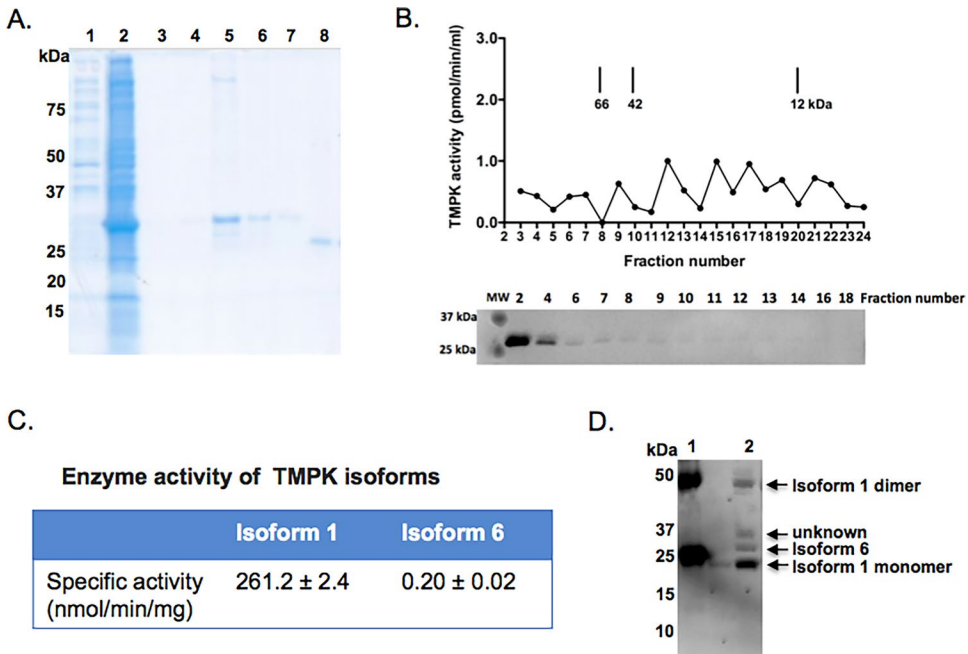 A.
1 2 3 4 5 6 7 8
kDa
75
50
37
25
20
15
B.
TMPK activity (pmol/min/ml)
3.0
2.0
1.0
0.0
66 42 12 kDa
2 3 4 5 6 7 8 9 10 11 12 13 14 15 16 17 18 19 20 21 22 23 24
Fraction number
MW 2 4 6 7 8 9 10 11 12 13 14 16 18 Fraction number
37 kDa
25 kDa
C.
Enzyme activity of TMPK isoforms
Isoform 1 Isoform 6
Specific activity 261.2 ± 2.4 0.20 ± 0.02
(nmol/min/mg)
D.
kDa 1 2
50
Isoform 1 dimer
37
unknown
Isoform 6
25
Isoform 1 monomer
15
10